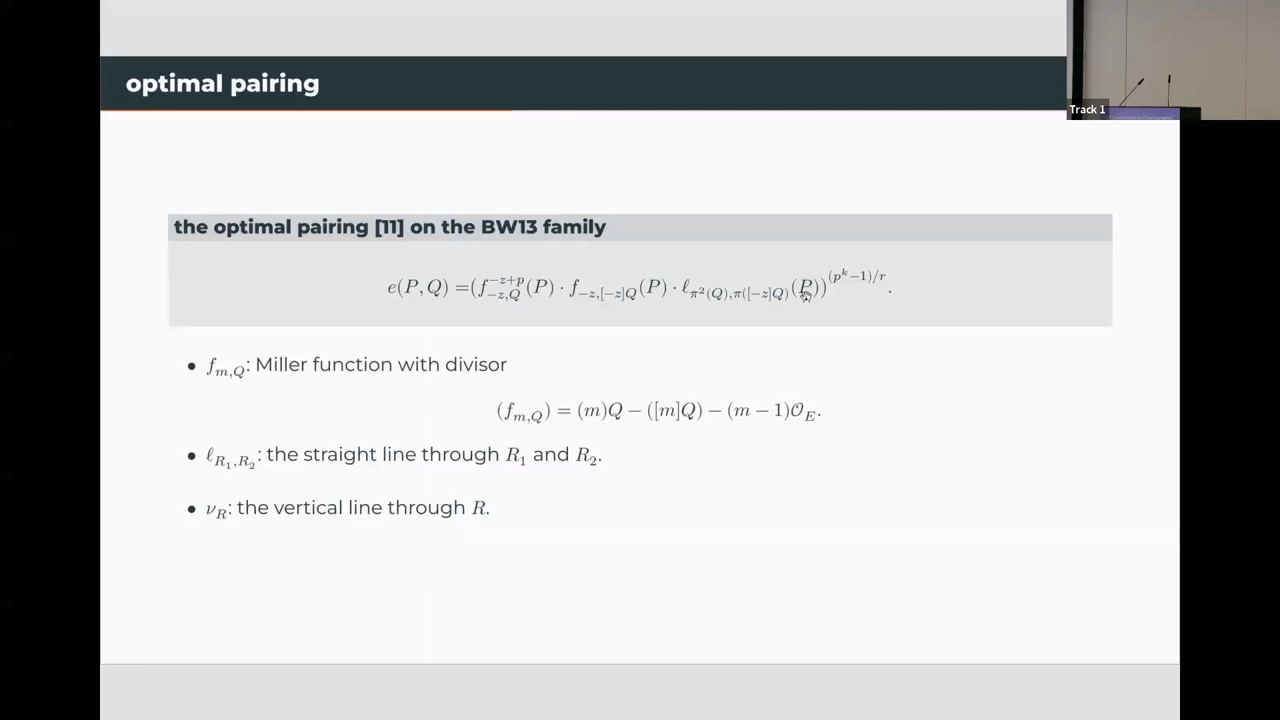 optimal pairing
Track 1
the optimal pairing [11] on the BW13 family
e(P, Q) =(f_{-z,Q}^{-z+p}(P) · f_{-z,[-z]Q}(P) · ℓ_{π²(Q),π([-z]Q)}(P))^{(p^k-1)/r}.
• f_{m,Q}: Miller function with divisor
(f_{m,Q}) = (m)Q − ([m]Q) − (m − 1)𝒪_E.
• ℓ_{R_1,R_2}: the straight line through R_1 and R_2.
• ν_R: the vertical line through R.